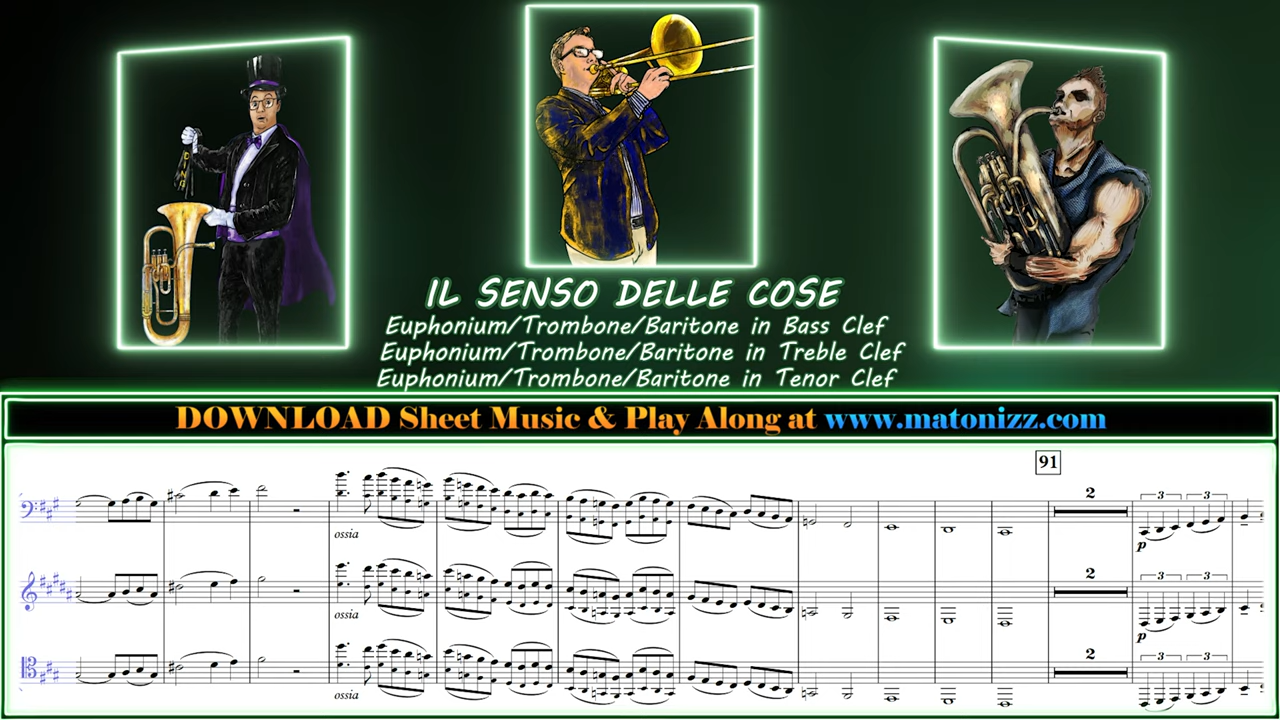 IL SENSO DELLE COSE
Euphonium/Trombone/Baritone in Bass Clef
Euphonium/Trombone/Baritone in Treble Clef
Euphonium/Trombone/Baritone in Tenor Clef
DOWNLOAD Sheet Music & Play Along at www.matonizz.com
91
2
3 3
ossia
p
2
3 3
ossia
p
2
3 3
ossia